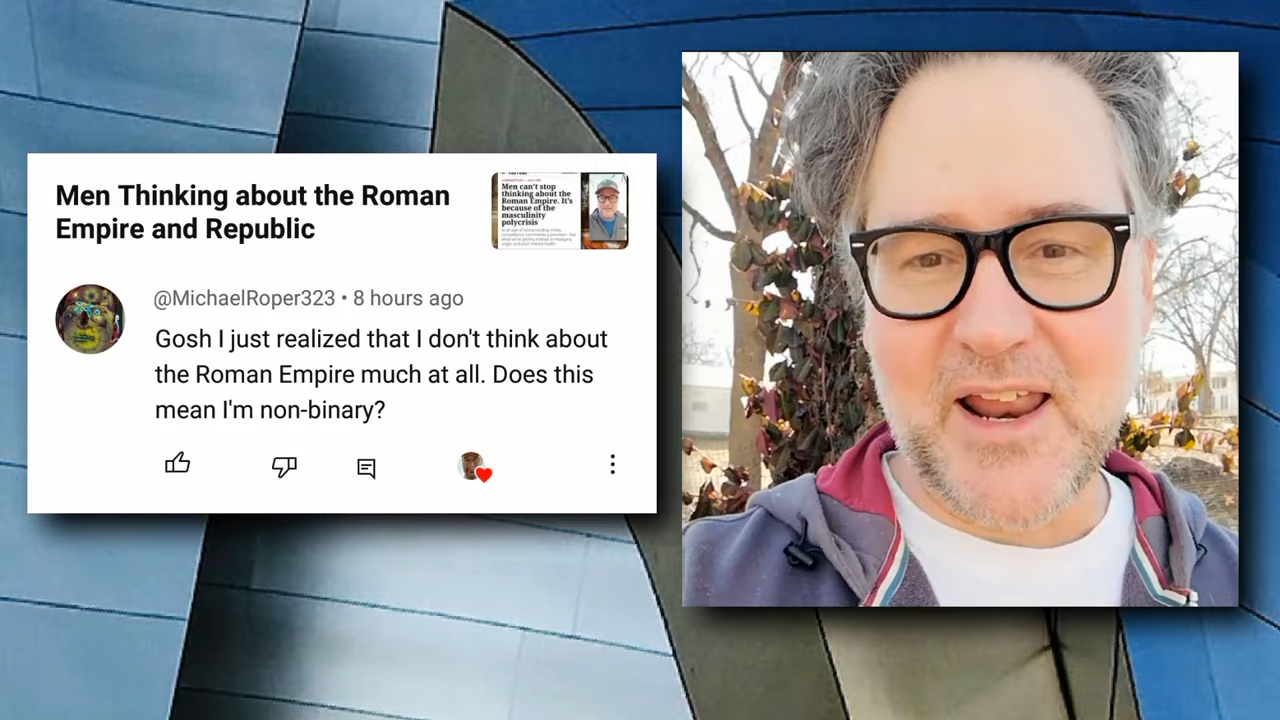 Men Thinking about the Roman
Empire and Republic
Men can't stop
thinking about the
Roman Empire. It's
because of the
masculinity
polycrisis
@MichaelRoper323 • 8 hours ago
Gosh I just realized that I don't think about
the Roman Empire much at all. Does this
mean I'm non-binary?